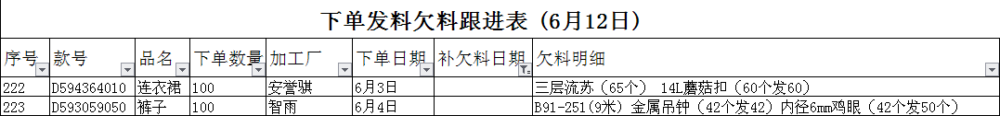 下单发料欠料跟进表（6月12日）
序号 款号 品名 下单数量 加工厂 下单日期 补欠料日期 欠料明细
222 D594364010 连衣裙 100 安誉骐 6月3日 三层流苏（65个） 14L蘑菇扣（60个发60）
223 D593059050 裤子 100 智雨 6月4日 B91-251(9米）金属吊钟（42个发42）内径6mm鸡眼（42个发50个）